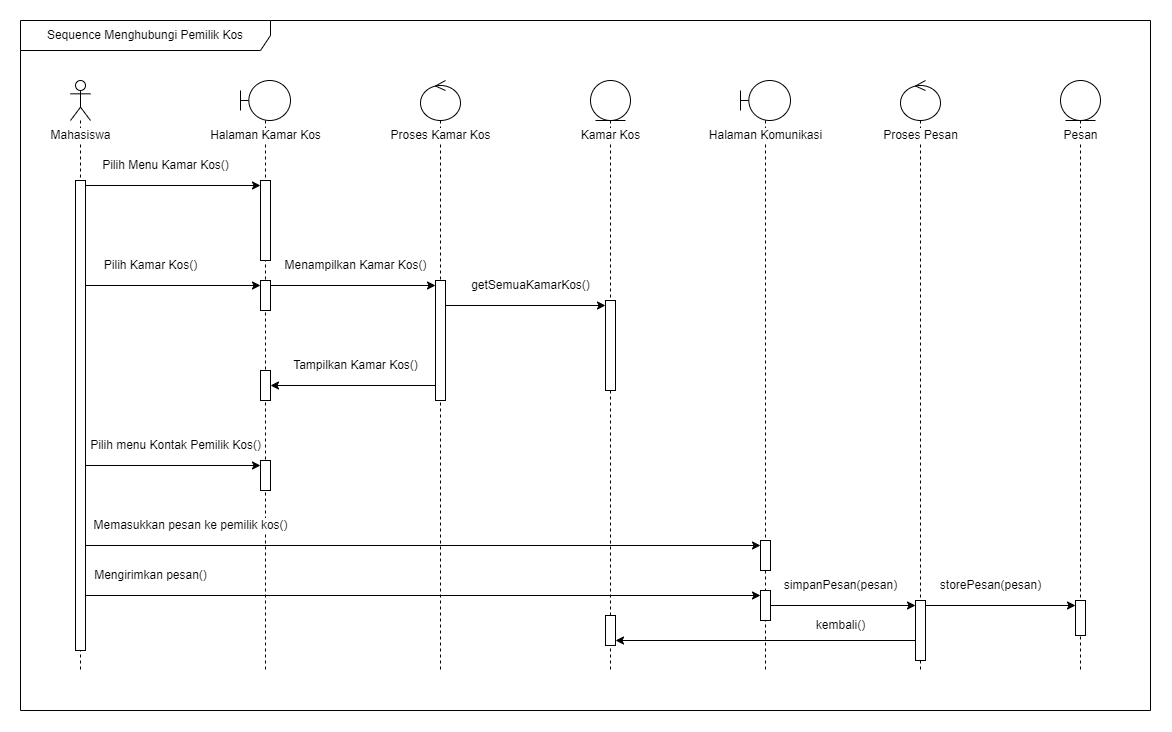 Sequence Menghubungi Pemilik Kos
Mahasiswa
Halaman Kamar Kos
Proses Kamar Kos
Kamar Kos
Halaman Komunikasi
Proses Pesan
Pesan
Pilih Menu Kamar Kos()
Pilih Kamar Kos()
Menampilkan Kamar Kos()
getSemuaKamarKos()
Tampilkan Kamar Kos()
Pilih menu Kontak Pemilik Kos()
Memasukkan pesan ke pemilik kos()
Mengirimkan pesan()
simpanPesan(pesan)
storePesan(pesan)
kembali()